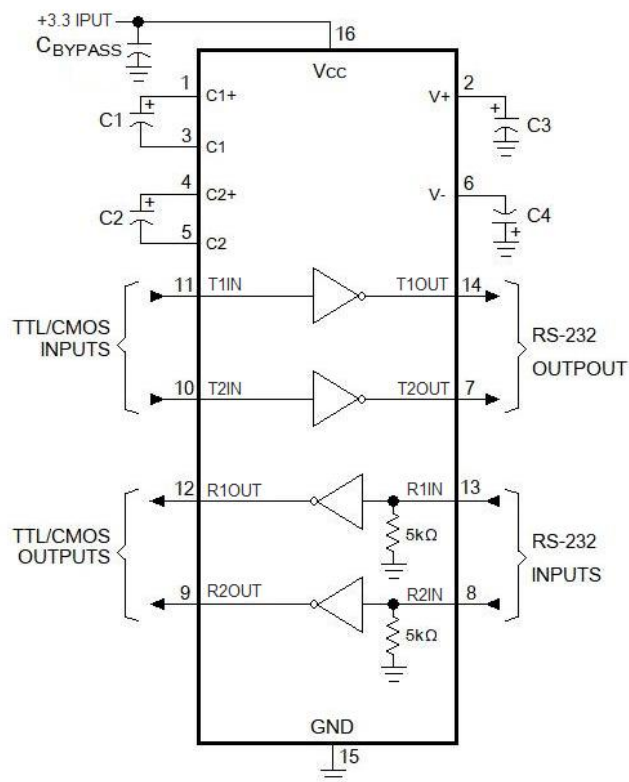 +3.3 IPUT
CBYPASS
16
Vcc
1
C1+
V+
2
C1
+
+
C3
3
C1
4
C2+
V-
6
C2
+
C4
5
C2
+
11
T1IN
T1OUT
14
TTL/CMOS
INPUTS
RS-232
OUTPOUT
10
T2IN
T2OUT
7
12
R1OUT
R1IN
13
5kΩ
TTL/CMOS
OUTPUTS
RS-232
INPUTS
9
R2OUT
R2IN
8
5kΩ
GND
15